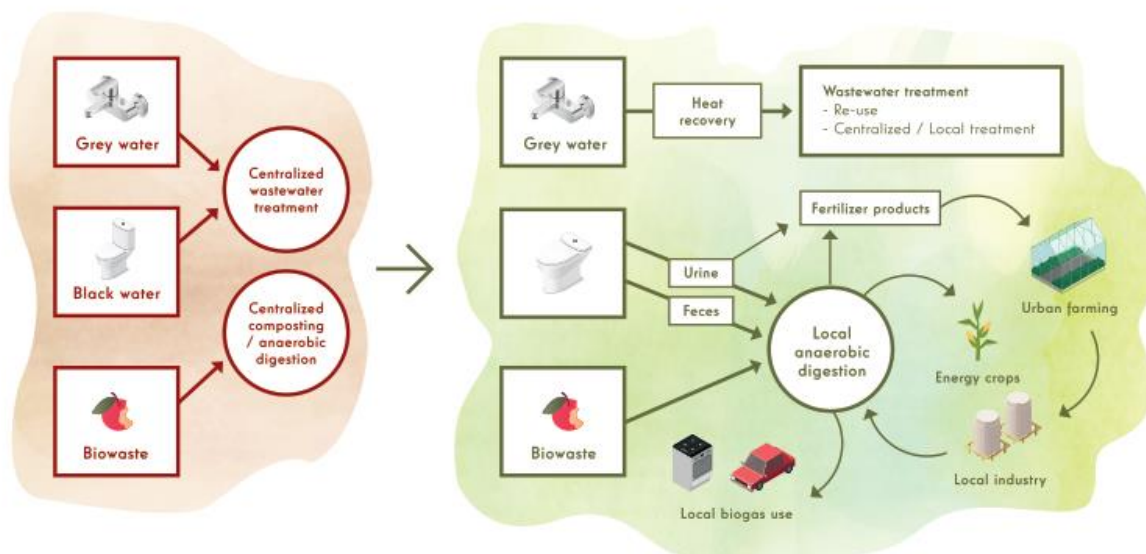 Grey water
Centralized
wastewater
treatment
Black water
Centralized
composting
/ anaerobic
digestion
Biowaste
Grey water
Heat
recovery
Wastewater treatment
- Re-use
- Centralized / Local treatment
Fertilizer products
Urine
Feces
Urban farming
Local
anaerobic
digestion
Energy crops
Biowaste
Local industry
Local biogas use